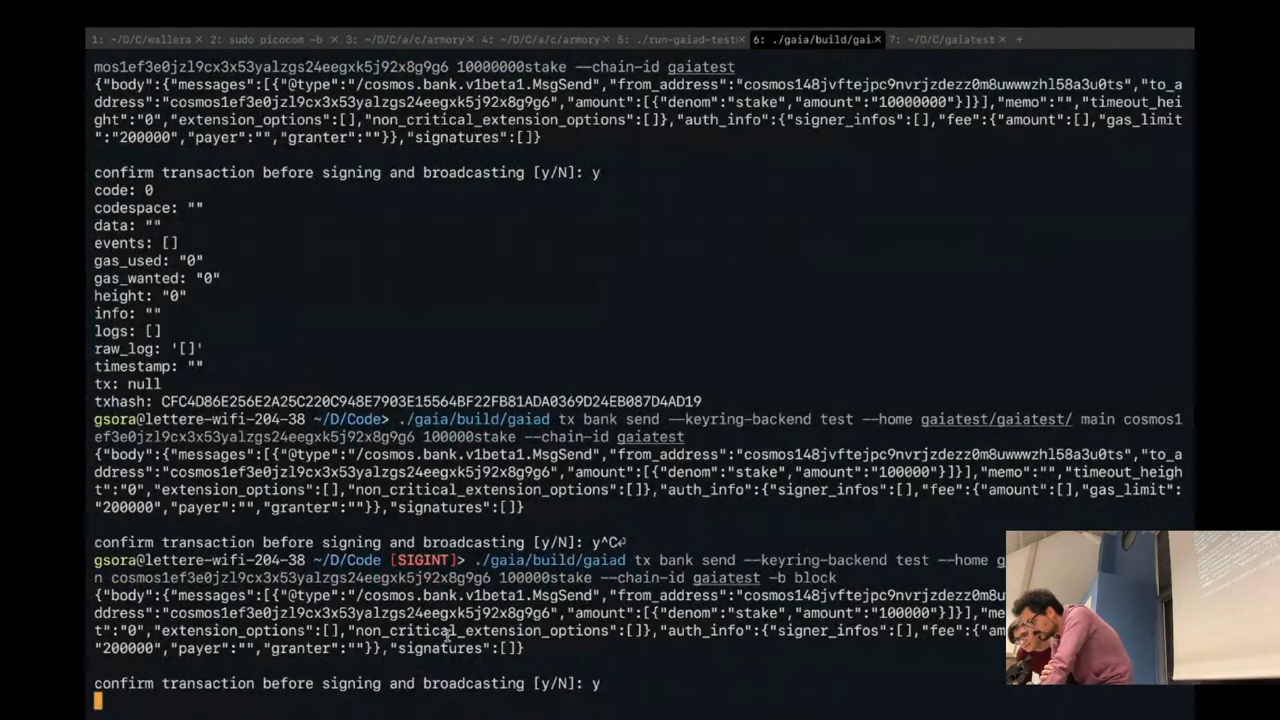 1: ~/D/C/wallera× 2: sudo picocom -b × 3: ~/D/C/a/c/armory× 4: ~/D/C/a/c/armory× 5: ./run-gaiad-test× 6: ./gaia/build/gai× 7: ~/D/C/gaiatest × +
mos1ef3e0jzl9cx3x53yalzgs24eegxk5j92x8g9g6 10000000stake --chain-id gaiatest
{"body":{"messages":[{"@type":"/cosmos.bank.v1beta1.MsgSend","from_address":"cosmos148jvftejpc9nvrjzdezz0m8uwwwzhl58a3u0ts","to_a
ddress":"cosmos1ef3e0jzl9cx3x53yalzgs24eegxk5j92x8g9g6","amount":[{"denom":"stake","amount":"10000000"}]}],"memo":"","timeout_hei
ght":"0","extension_options":[],"non_critical_extension_options":[]},"auth_info":{"signer_infos":[],"fee":{"amount":[],"gas_limit
":"200000","payer":"","granter":""}},"signatures":[]}
confirm transaction before signing and broadcasting [y/N]: y
code: 0
codespace: ""
data: ""
events: []
gas_used: "0"
gas_wanted: "0"
height: "0"
info: ""
logs: []
raw_log: '[]'
timestamp: ""
tx: null
txhash: CFC4D86E256E2A25C220C948E7903E15564BF22FB81ADA0369D24EB087D4AD19
gsora@lettere-wifi-204-38 ~/D/Code> ./gaia/build/gaiad tx bank send --keyring-backend test --home gaiatest/gaiatest/ main cosmos1
ef3e0jzl9cx3x53yalzgs24eegxk5j92x8g9g6 100000stake --chain-id gaiatest
{"body":{"messages":[{"@type":"/cosmos.bank.v1beta1.MsgSend","from_address":"cosmos148jvftejpc9nvrjzdezz0m8uwwwzhl58a3u0ts","to_a
ddress":"cosmos1ef3e0jzl9cx3x53yalzgs24eegxk5j92x8g9g6","amount":[{"denom":"stake","amount":"100000"}]}],"memo":"","timeout_heigh
t":"0","extension_options":[],"non_critical_extension_options":[]},"auth_info":{"signer_infos":[],"fee":{"amount":[],"gas_limit":
"200000","payer":"","granter":""}},"signatures":[]}
confirm transaction before signing and broadcasting [y/N]: y^C⏎
gsora@lettere-wifi-204-38 ~/D/Code [SIGINT]> ./gaia/build/gaiad tx bank send --keyring-backend test --home g
n cosmos1ef3e0jzl9cx3x53yalzgs24eegxk5j92x8g9g6 100000stake --chain-id gaiatest -b block
{"body":{"messages":[{"@type":"/cosmos.bank.v1beta1.MsgSend","from_address":"cosmos148jvftejpc9nvrjzdezz0m8u
ddress":"cosmos1ef3e0jzl9cx3x53yalzgs24eegxk5j92x8g9g6","amount":[{"denom":"stake","amount":"100000"}]}],"me
t":"0","extension_options":[],"non_critical_extension_options":[]},"auth_info":{"signer_infos":[],"fee":{"am
"200000","payer":"","granter":""}},"signatures":[]}
confirm transaction before signing and broadcasting [y/N]: y